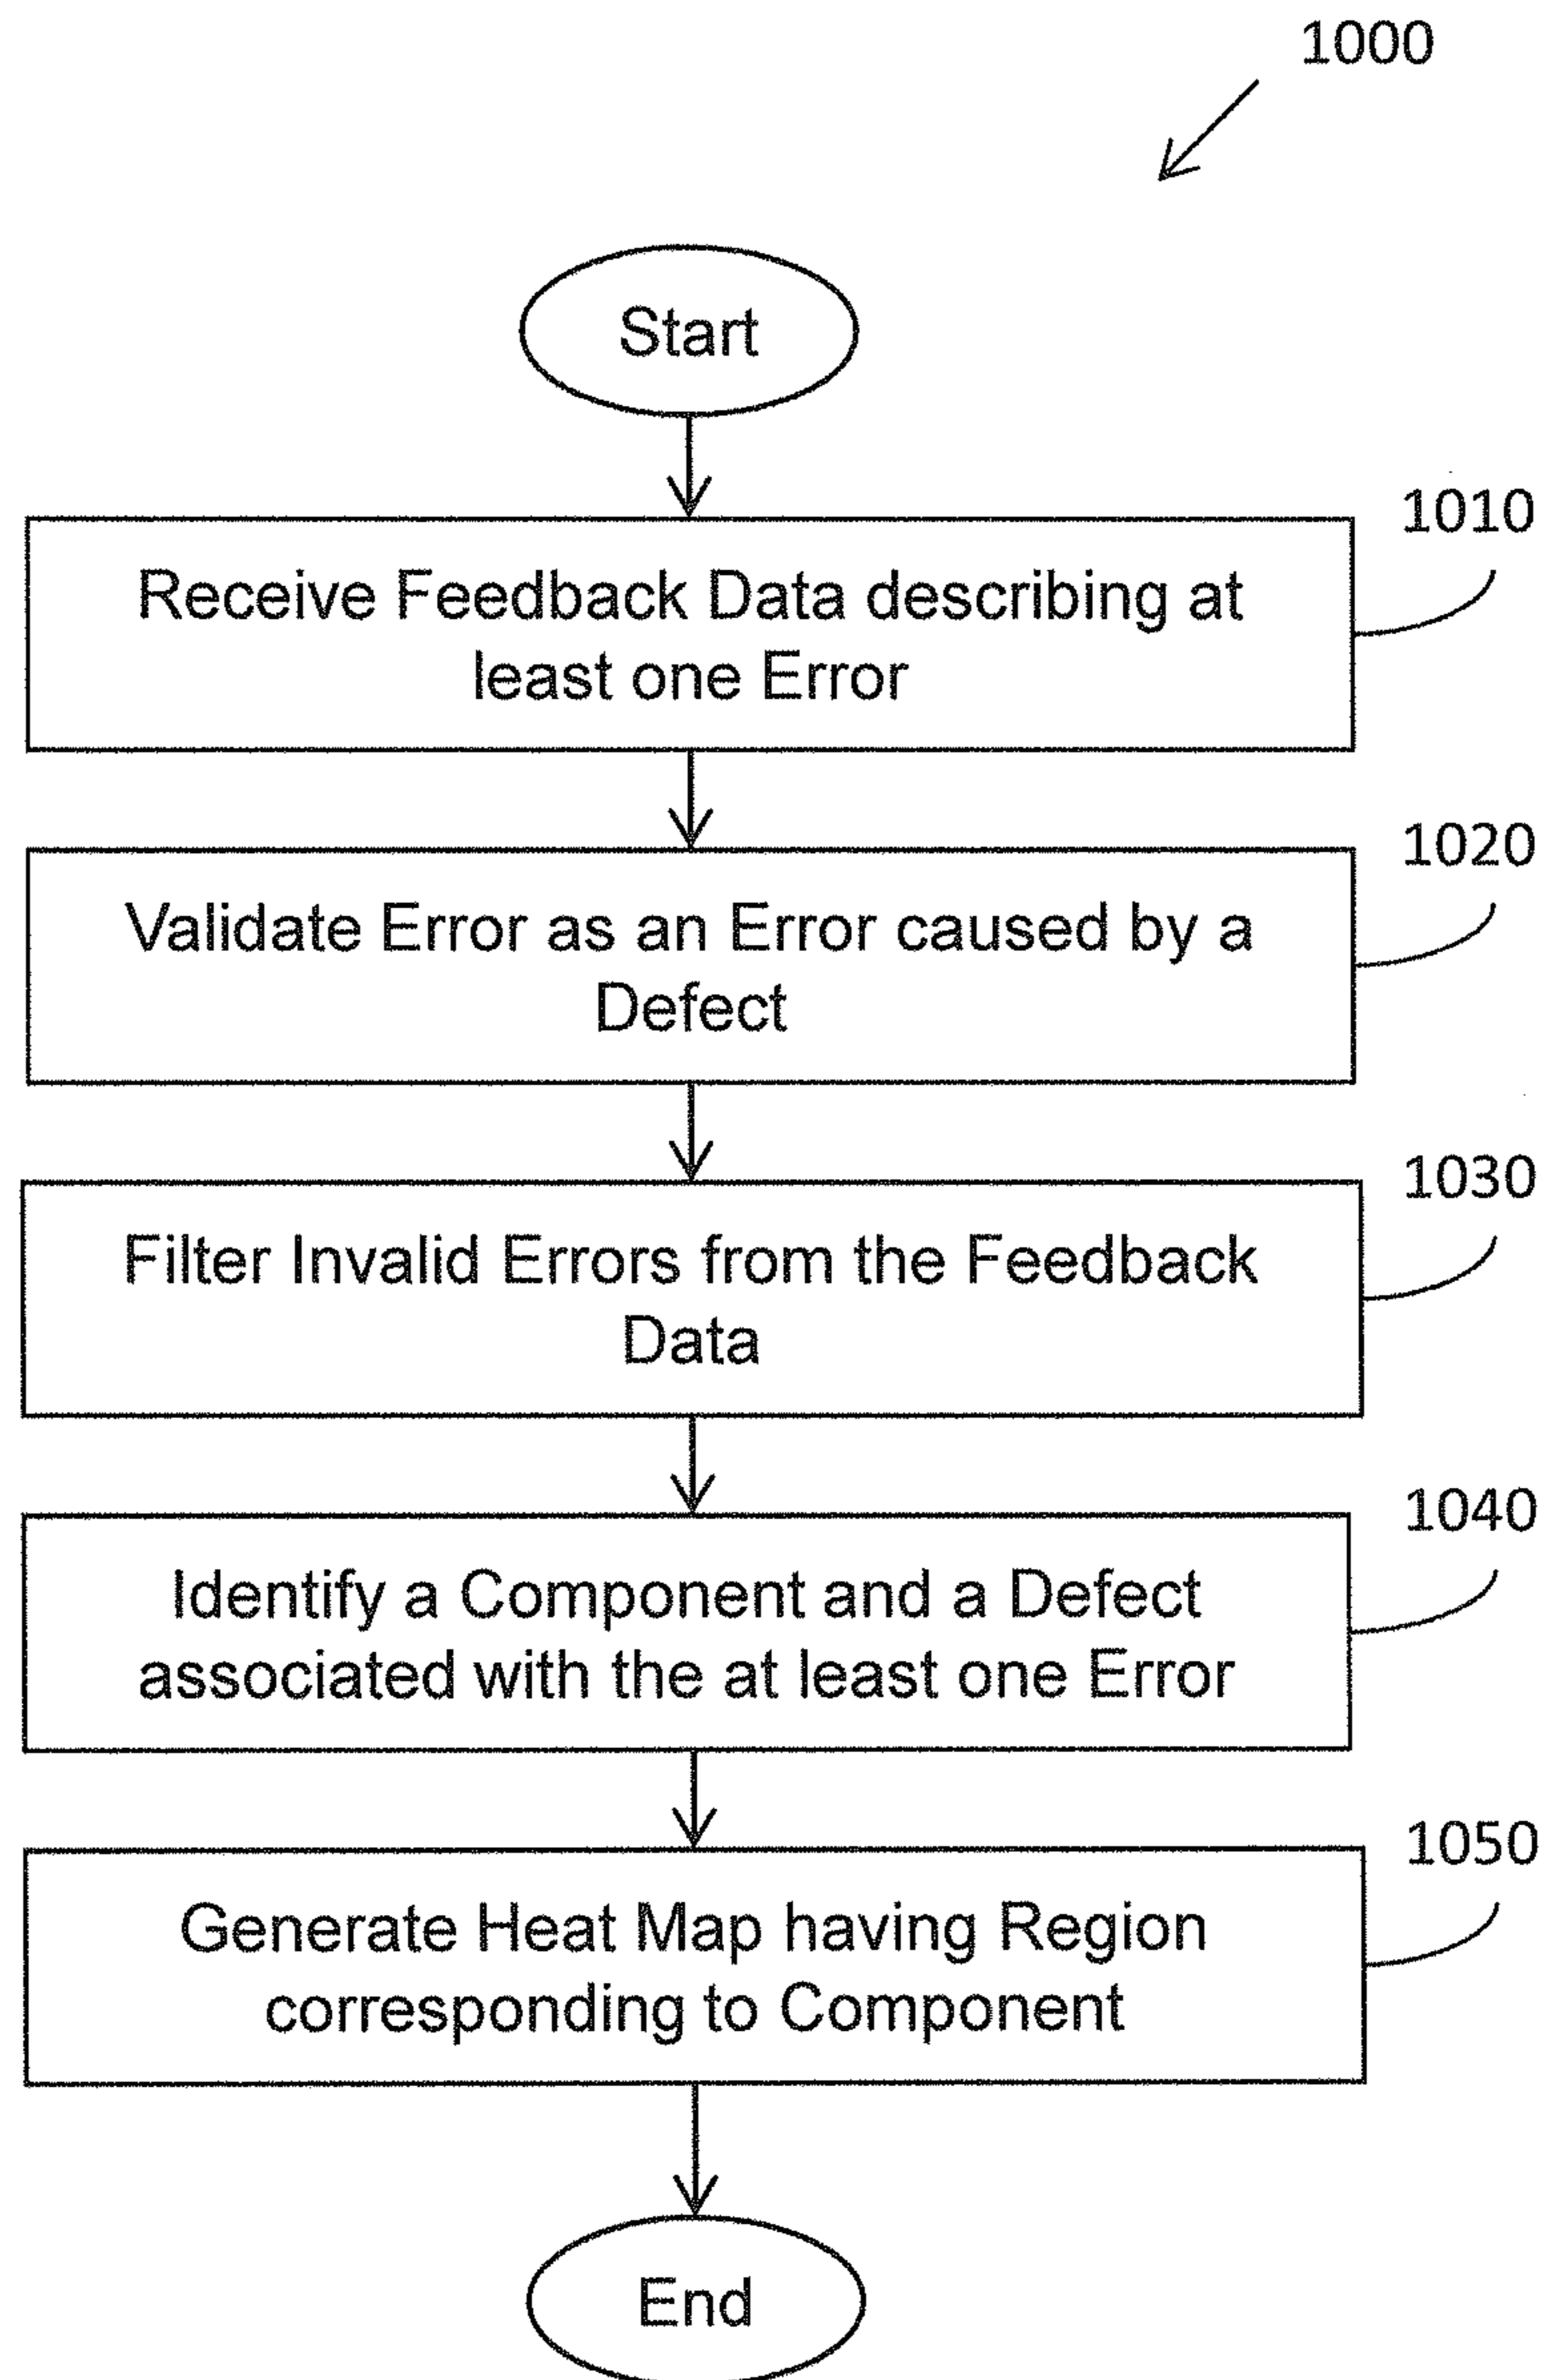 1000
Start
1010
Receive Feedback Data describing at
least one Error
1020
Validate Error as an Error caused by a
Defect
1030
Filter Invalid Errors from the Feedback
Data
1040
Identify a Component and a Defect
associated with the at least one Error
1050
Generate Heat Map having Region
corresponding to Component
End